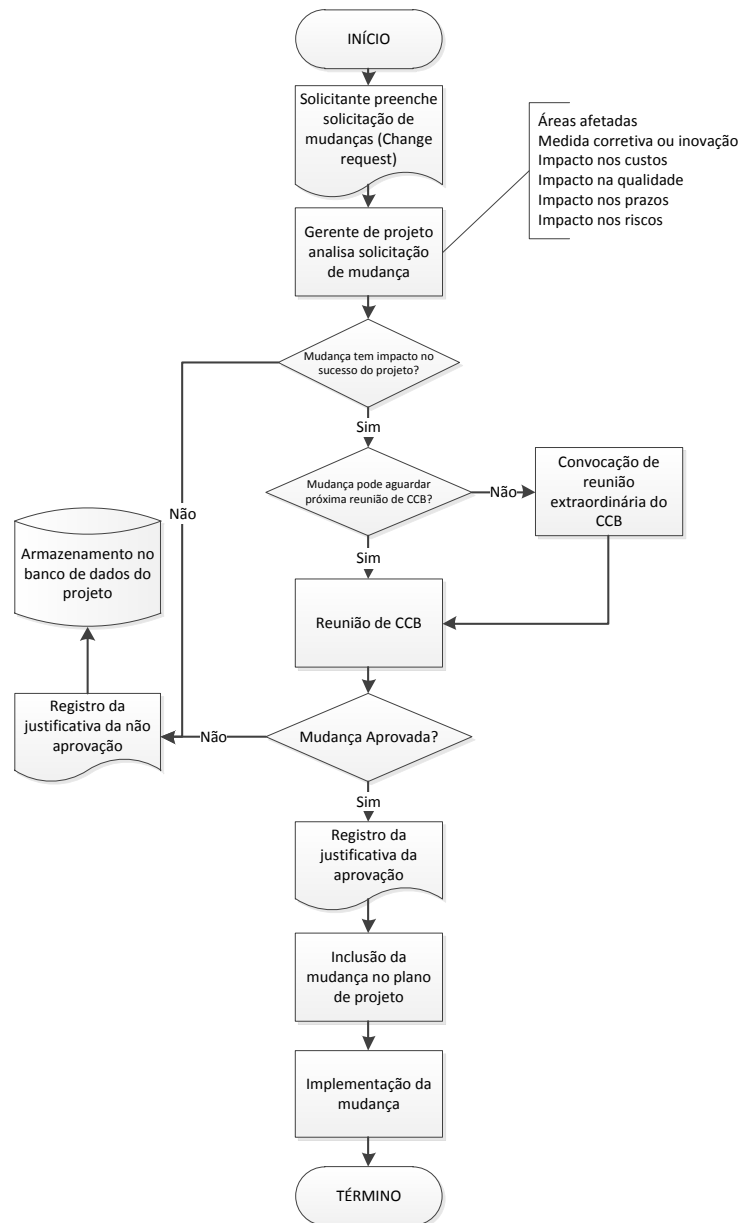 INÍCIO
Solicitante preenche
solicitação de
mudanças (Change
request)
Áreas afetadas
Medida corretiva ou inovação
Impacto nos custos
Impacto na qualidade
Impacto nos prazos
Impacto nos riscos
Gerente de projeto
analisa solicitação
de mudança
Mudança tem impacto no
sucesso do projeto?
Sim
Mudança pode aguardar
próxima reunião de CCB?
Não
Convocação de
reunião
extraordinária do
CCB
Não
Sim
Armazenamento no
banco de dados do
projeto
Reunião de CCB
Registro da
justificativa da não
aprovação
Não
Mudança Aprovada?
Sim
Registro da
justificativa da
aprovação
Inclusão da
mudança no plano
de projeto
Implementação da
mudança
TÉRMINO